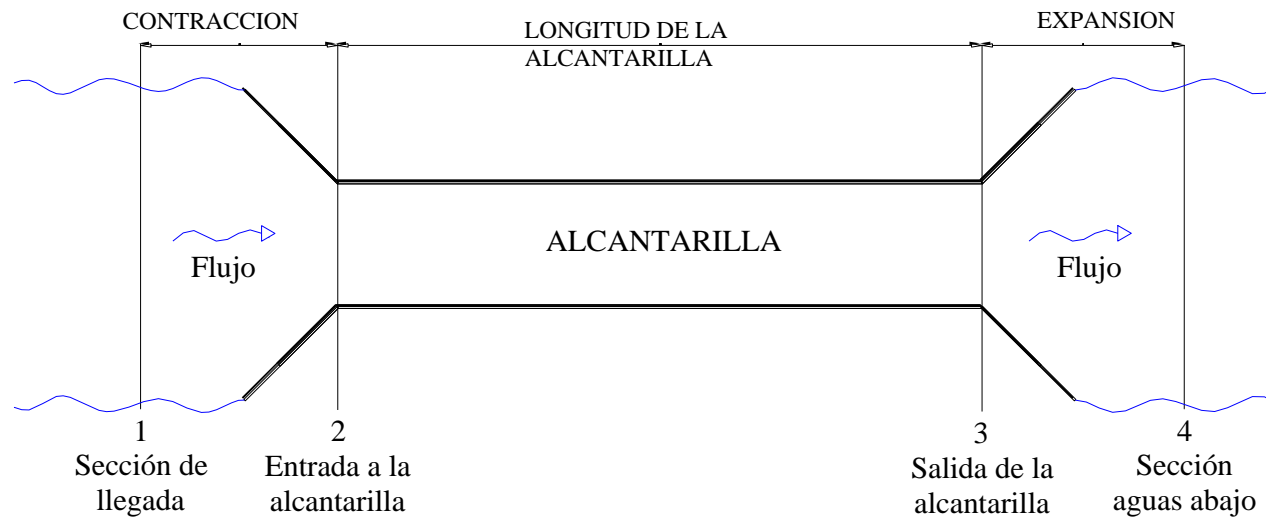 CONTRACCION
LONGITUD DE LA
ALCANTARILLA
EXPANSION
Flujo
ALCANTARILLA
Flujo
1
Sección de
llegada
2
Entrada a la
alcantarilla
3
Salida de la
alcantarilla
4
Sección
aguas abajo